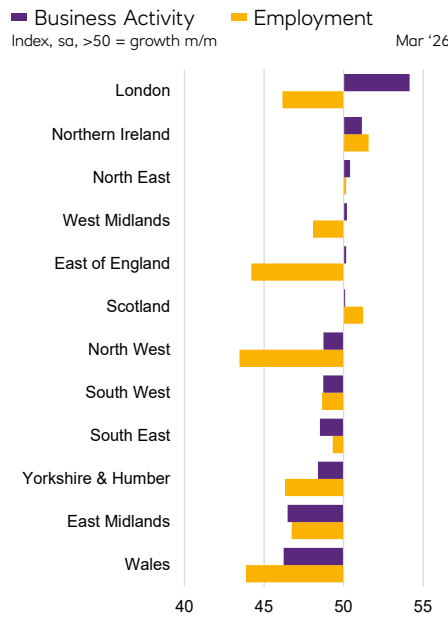 Business Activity Employment
Index, sa, >50 = growth m/m Mar ‘26
London
Northern Ireland
North East
West Midlands
East of England
Scotland
North West
South West
South East
Yorkshire & Humber
East Midlands
Wales
40 45 50 55